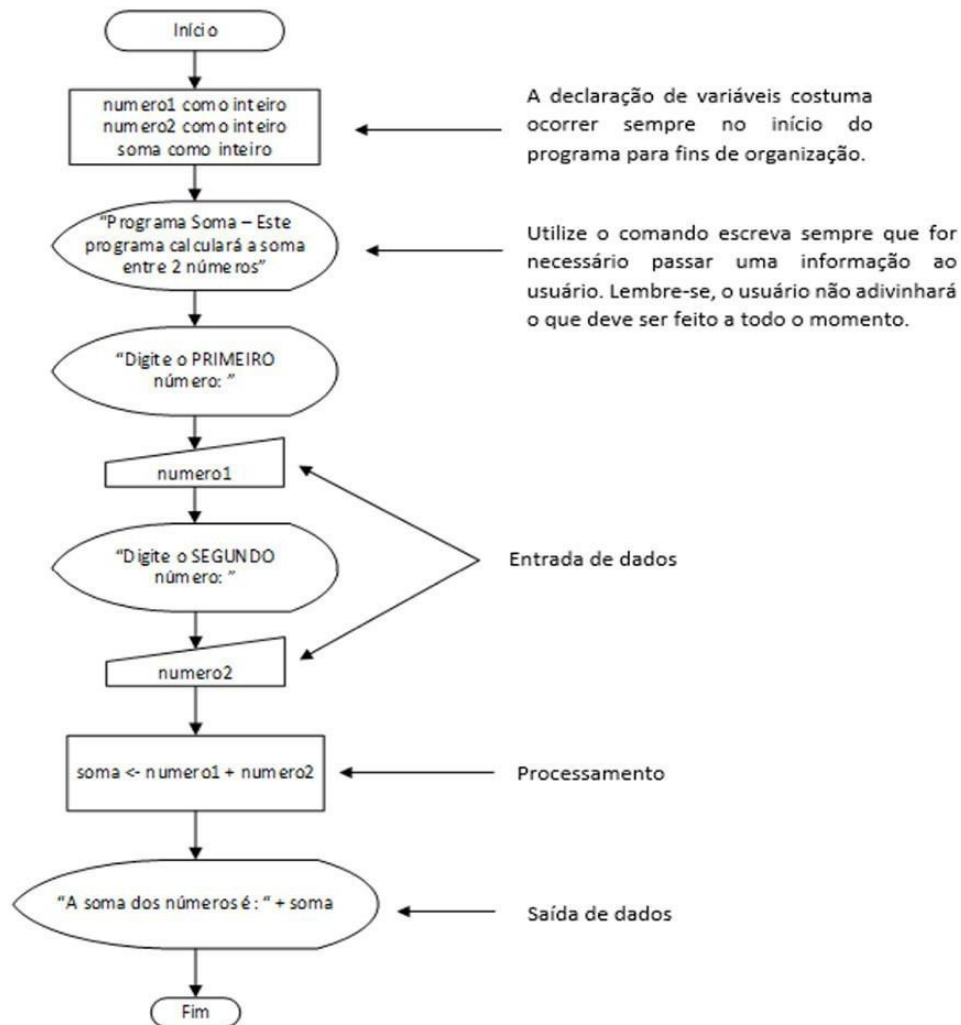 Início
numero1 como inteiro
numero2 como inteiro
soma como inteiro
A declaração de variáveis costuma
ocorrer sempre no início do
programa para fins de organização.
“Programa Soma – Este
programa calculará a soma
entre 2 números”
Utilize o comando escreva sempre que for
necessário passar uma informação ao
usuário. Lembre-se, o usuário não adivinhará
o que deve ser feito a todo o momento.
“Digite o PRIMEIRO
número: ”
numero1
“Digite o SEGUNDO
número: ”
Entrada de dados
numero2
soma <- numero1 + numero2
Processamento
“A soma dos números é : “ + soma
Saída de dados
Fim